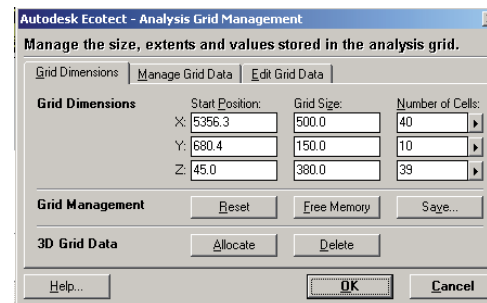 Autodesk Ecotect - Analysis Grid Management
Manage the size, extents and values stored in the analysis grid.
Grid Dimensions Manage Grid Data Edit Grid Data
Grid Dimensions Start Position: Grid Size: Number of Cells:
X: 5356.3 500.0 40
Y: 680.4 150.0 10
Z: 45.0 380.0 39
Grid Management Reset Free Memory Save...
3D Grid Data Allocate Delete
Help... OK Cancel